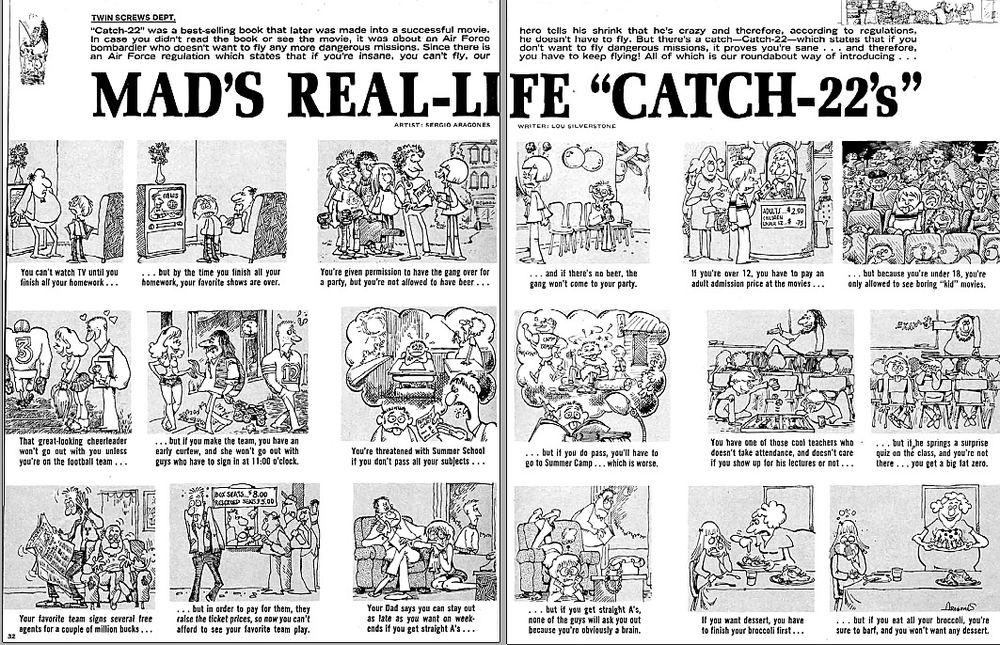 TWIN SCREWS DEPT.
"Catch-22" was a best-selling book that later was made into a successful movie.
In case you didn't read the book or see the movie, it was about an Air Force
bombardier who doesn't want to fly any more dangerous missions. Since there is
an Air Force regulation which states that if you're insane, you can't fly, our
hero tells his shrink that he's crazy and therefore, according to regulations,
he doesn't have to fly. But there's a catch—Catch-22—which states that if you
don't want to fly dangerous missions, it proves you're sane . . . and therefore,
you have to keep flying! All of which is our roundabout way of introducing . . .
MAD'S REAL-LIFE "CATCH-22's"
ARTIST: SERGIO ARAGONES
WRITER: LOU SILVERSTONE
ADULTS $2.50
CHILDREN
UNDER 12 $ .75
You can't watch TV until you
finish all your homework . . .
. . . but by the time you finish all your
homework, your favorite shows are over.
You're given permission to have the gang over for
a party, but you're not allowed to have beer . . .
. . . and if there's no beer, the
gang won't come to your party.
If you're over 12, you have to pay an
adult admission price at the movies . . .
. . . but because you're under 18, you're
only allowed to see boring "kid" movies.
3
12
That great-looking cheerleader
won't go out with you unless
you're on the football team . . .
. . . but if you make the team, you have an
early curfew, and she won't go out with
guys who have to sign in at 11:00 o'clock.
You're threatened with Summer School
if you don't pass all your subjects . . .
. . . but if you do pass, you'll have to
go to Summer Camp . . . which is worse.
You have one of those cool teachers who
doesn't take attendance, and doesn't care
if you show up for his lectures or not . . .
. . . but if he springs a surprise
quiz on the class, and you're not
there . . . you get a big fat zero.
BOX SEATS $8.00
RESERVED SEATS $5.00
Your favorite team signs several free
agents for a couple of million bucks . . .
. . . but in order to pay for them, they
raise the ticket prices, so now you can't
afford to see your favorite team play.
Your Dad says you can stay out
as late as you want on week-
ends if you get straight A's . . .
. . . but if you get straight A's,
none of the guys will ask you out
because you're obviously a brain.
If you want dessert, you have
to finish your broccoli first . . .
. . . but if you eat all your broccoli, you're
sure to barf, and you won't want any dessert.
32